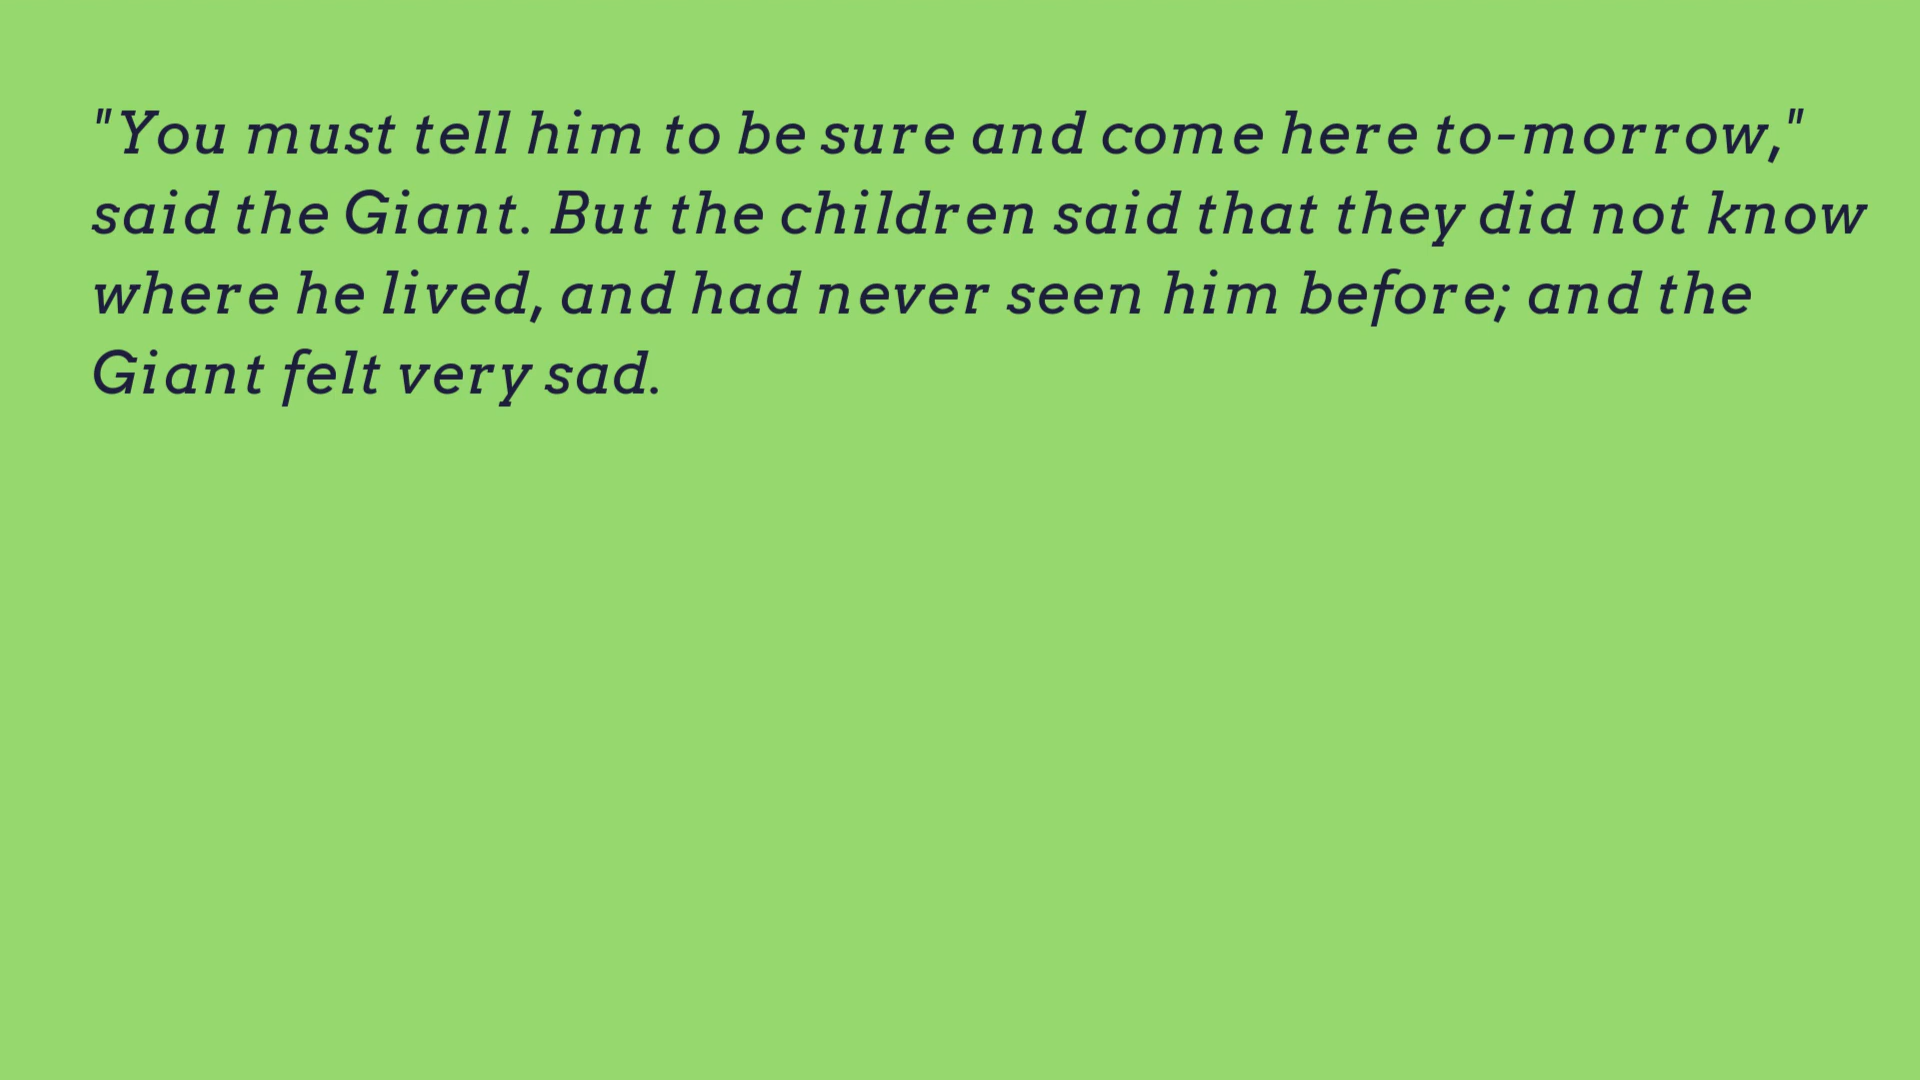 "You must tell him to be sure and come here to-morrow,"
said the Giant. But the children said that they did not know
where he lived, and had never seen him before; and the
Giant felt very sad.